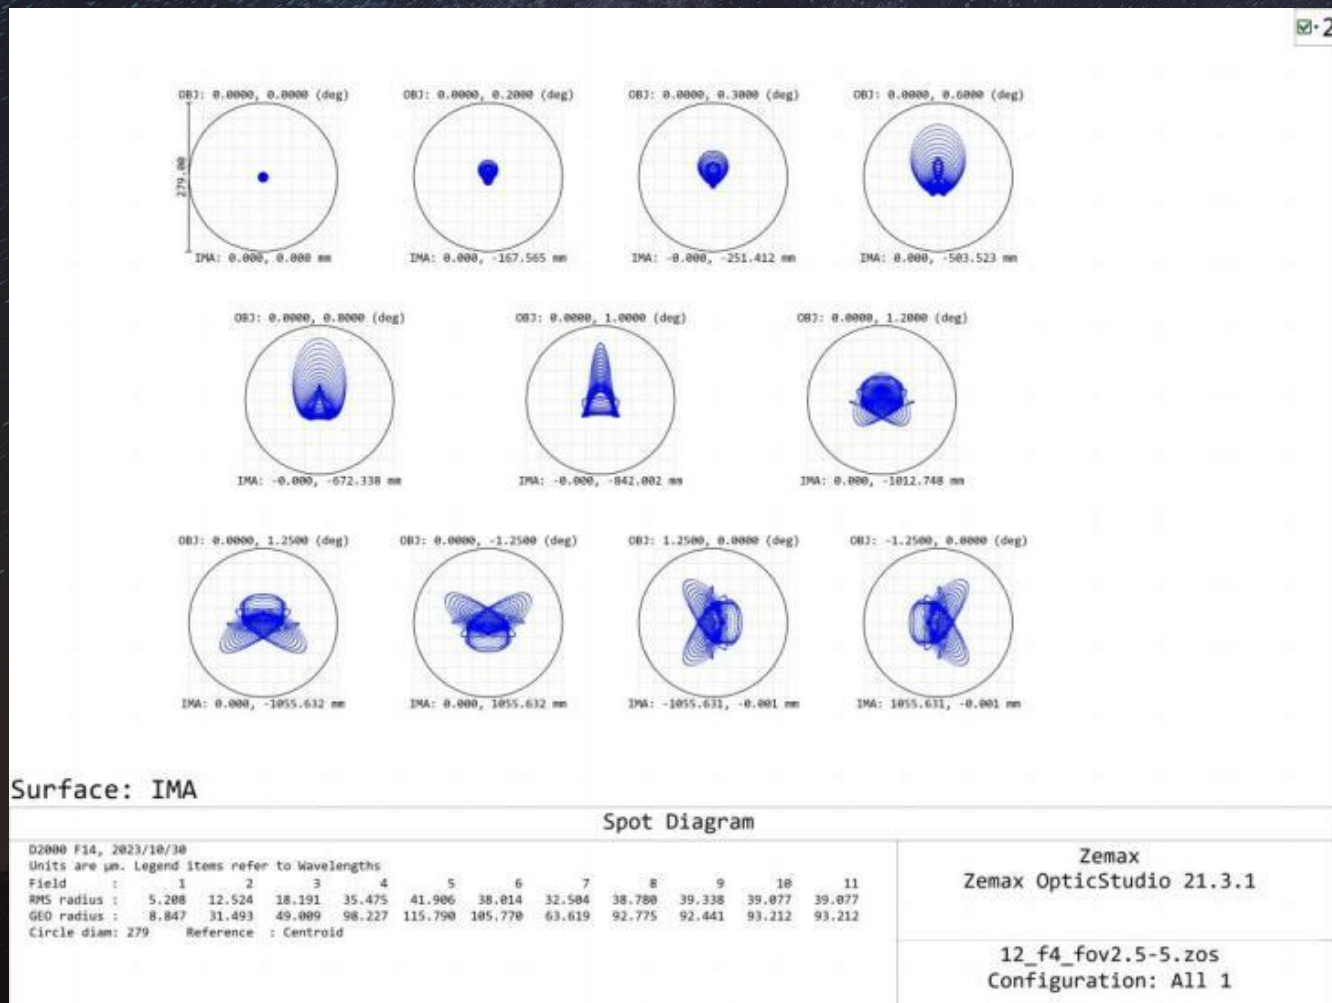 2
OBJ: 0.0000, 0.0000 (deg) OBJ: 0.0000, 0.2000 (deg) OBJ: 0.0000, 0.3000 (deg) OBJ: 0.0000, 0.6000 (deg)
279.00
IMA: 0.000, 0.000 mm IMA: 0.000, -167.565 mm IMA: -0.000, -251.412 mm IMA: 0.000, -503.523 mm
OBJ: 0.0000, 0.8000 (deg) OBJ: 0.0000, 1.0000 (deg) OBJ: 0.0000, 1.2000 (deg)
IMA: -0.000, -672.338 mm IMA: -0.000, -842.002 mm IMA: 0.000, -1012.748 mm
OBJ: 0.0000, 1.2500 (deg) OBJ: 0.0000, -1.2500 (deg) OBJ: 1.2500, 0.0000 (deg) OBJ: -1.2500, 0.0000 (deg)
IMA: 0.000, -1055.632 mm IMA: 0.000, 1055.632 mm IMA: -1055.631, -0.001 mm IMA: 1055.631, -0.001 mm
Surface: IMA
Spot Diagram
D2000 F14, 2023/10/30
Units are µm. Legend items refer to Wavelengths
Field : 1 2 3 4 5 6 7 8 9 10 11
RMS radius : 5.208 12.524 18.191 35.475 41.906 38.014 32.504 38.780 39.338 39.077 39.077
GEO radius : 8.847 31.493 49.009 98.227 115.790 105.770 63.619 92.775 92.441 93.212 93.212
Circle diam: 279 Reference : Centroid
Zemax
Zemax OpticStudio 21.3.1
12_f4_fov2.5-5.zos
Configuration: All 1